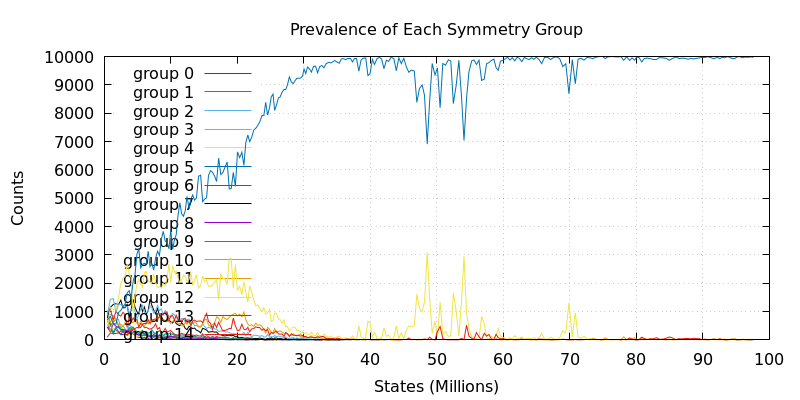 Prevalence of Each Symmetry Group
10000
9000
8000
7000
6000
5000
4000
3000
2000
1000
0
Counts
group 0
group 1
group 2
group 3
group 4
group 5
group 6
group 7
group 8
group 9
group 10
group 11
group 12
group 13
group 14
0 10 20 30 40 50 60 70 80 90 100
States (Millions)